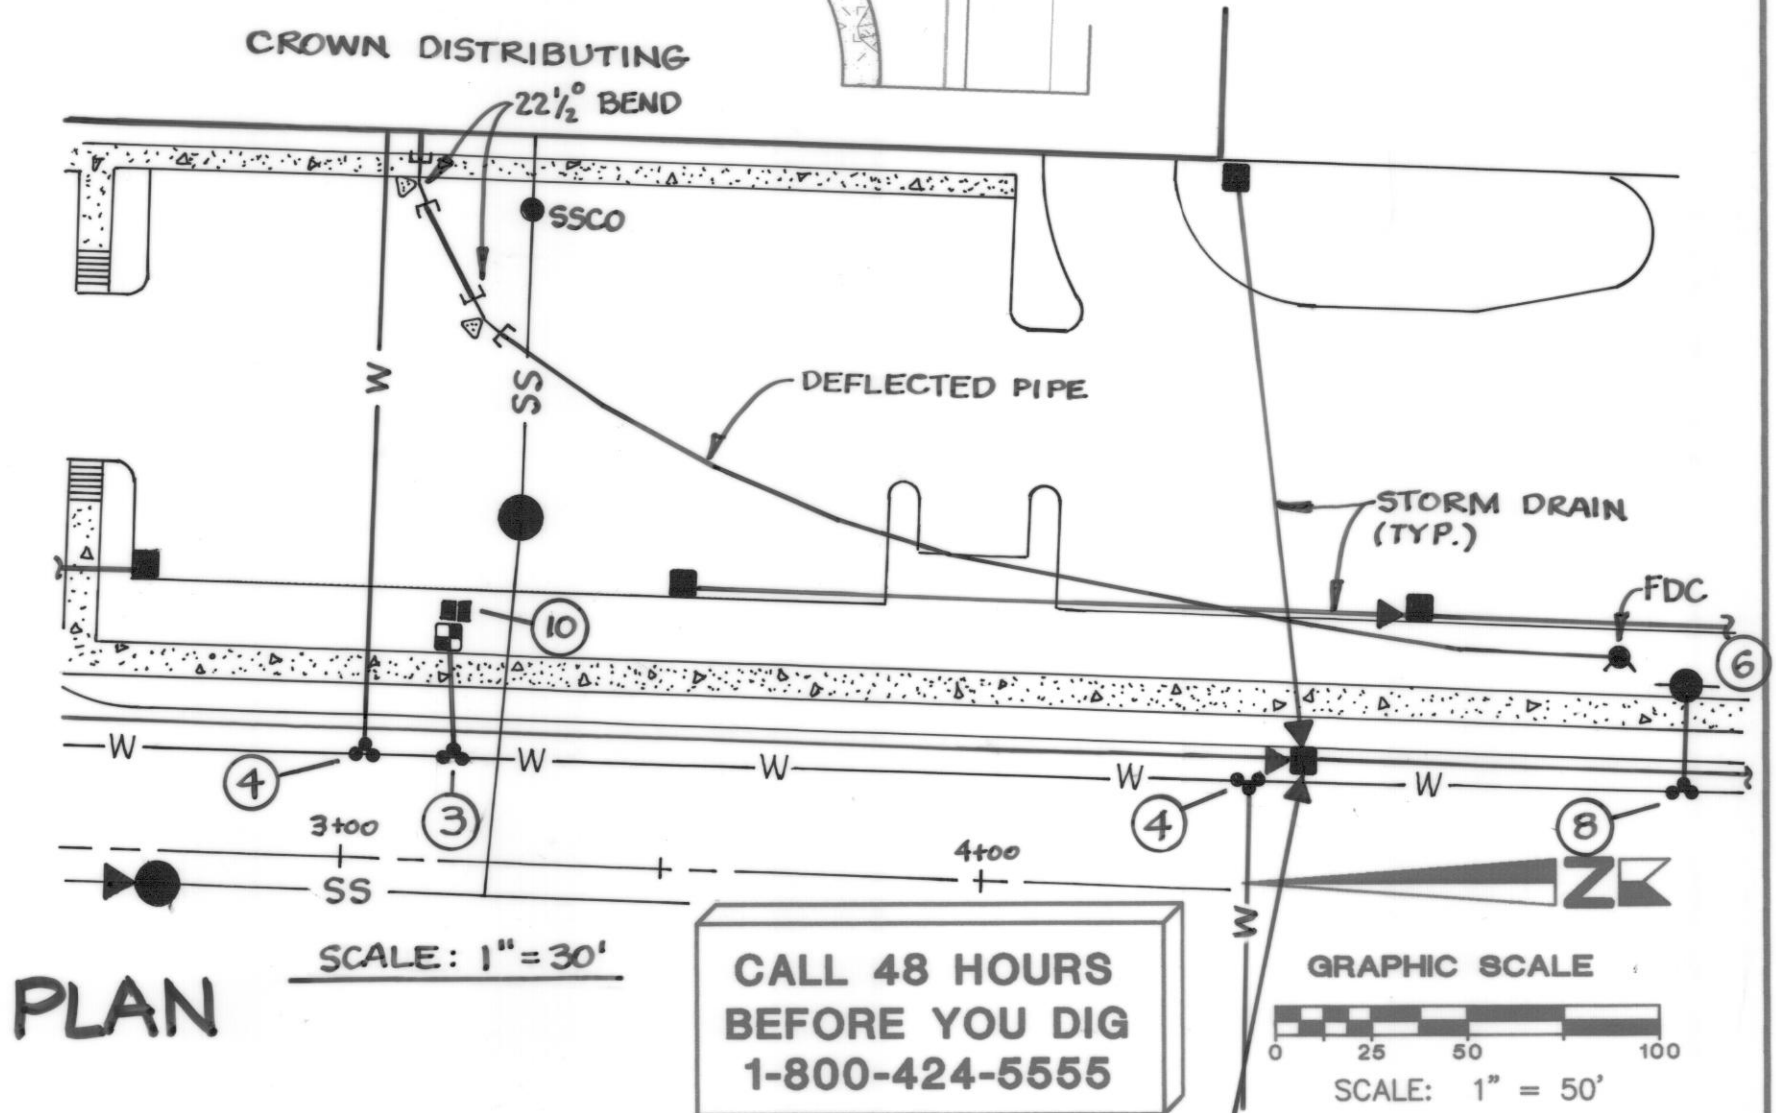 CROWN DISTRIBUTING
22½° BEND
SSCO
W
SS
DEFLECTED PIPE
STORM DRAIN
(TYP.)
FDC
10
6
W
W
W
W
W
4
3
4
8
3+00
4+00
SS
W
N
SCALE: 1" = 30'
PLAN
CALL 48 HOURS
BEFORE YOU DIG
1-800-424-5555
GRAPHIC SCALE
0 25 50 100
SCALE: 1" = 50'